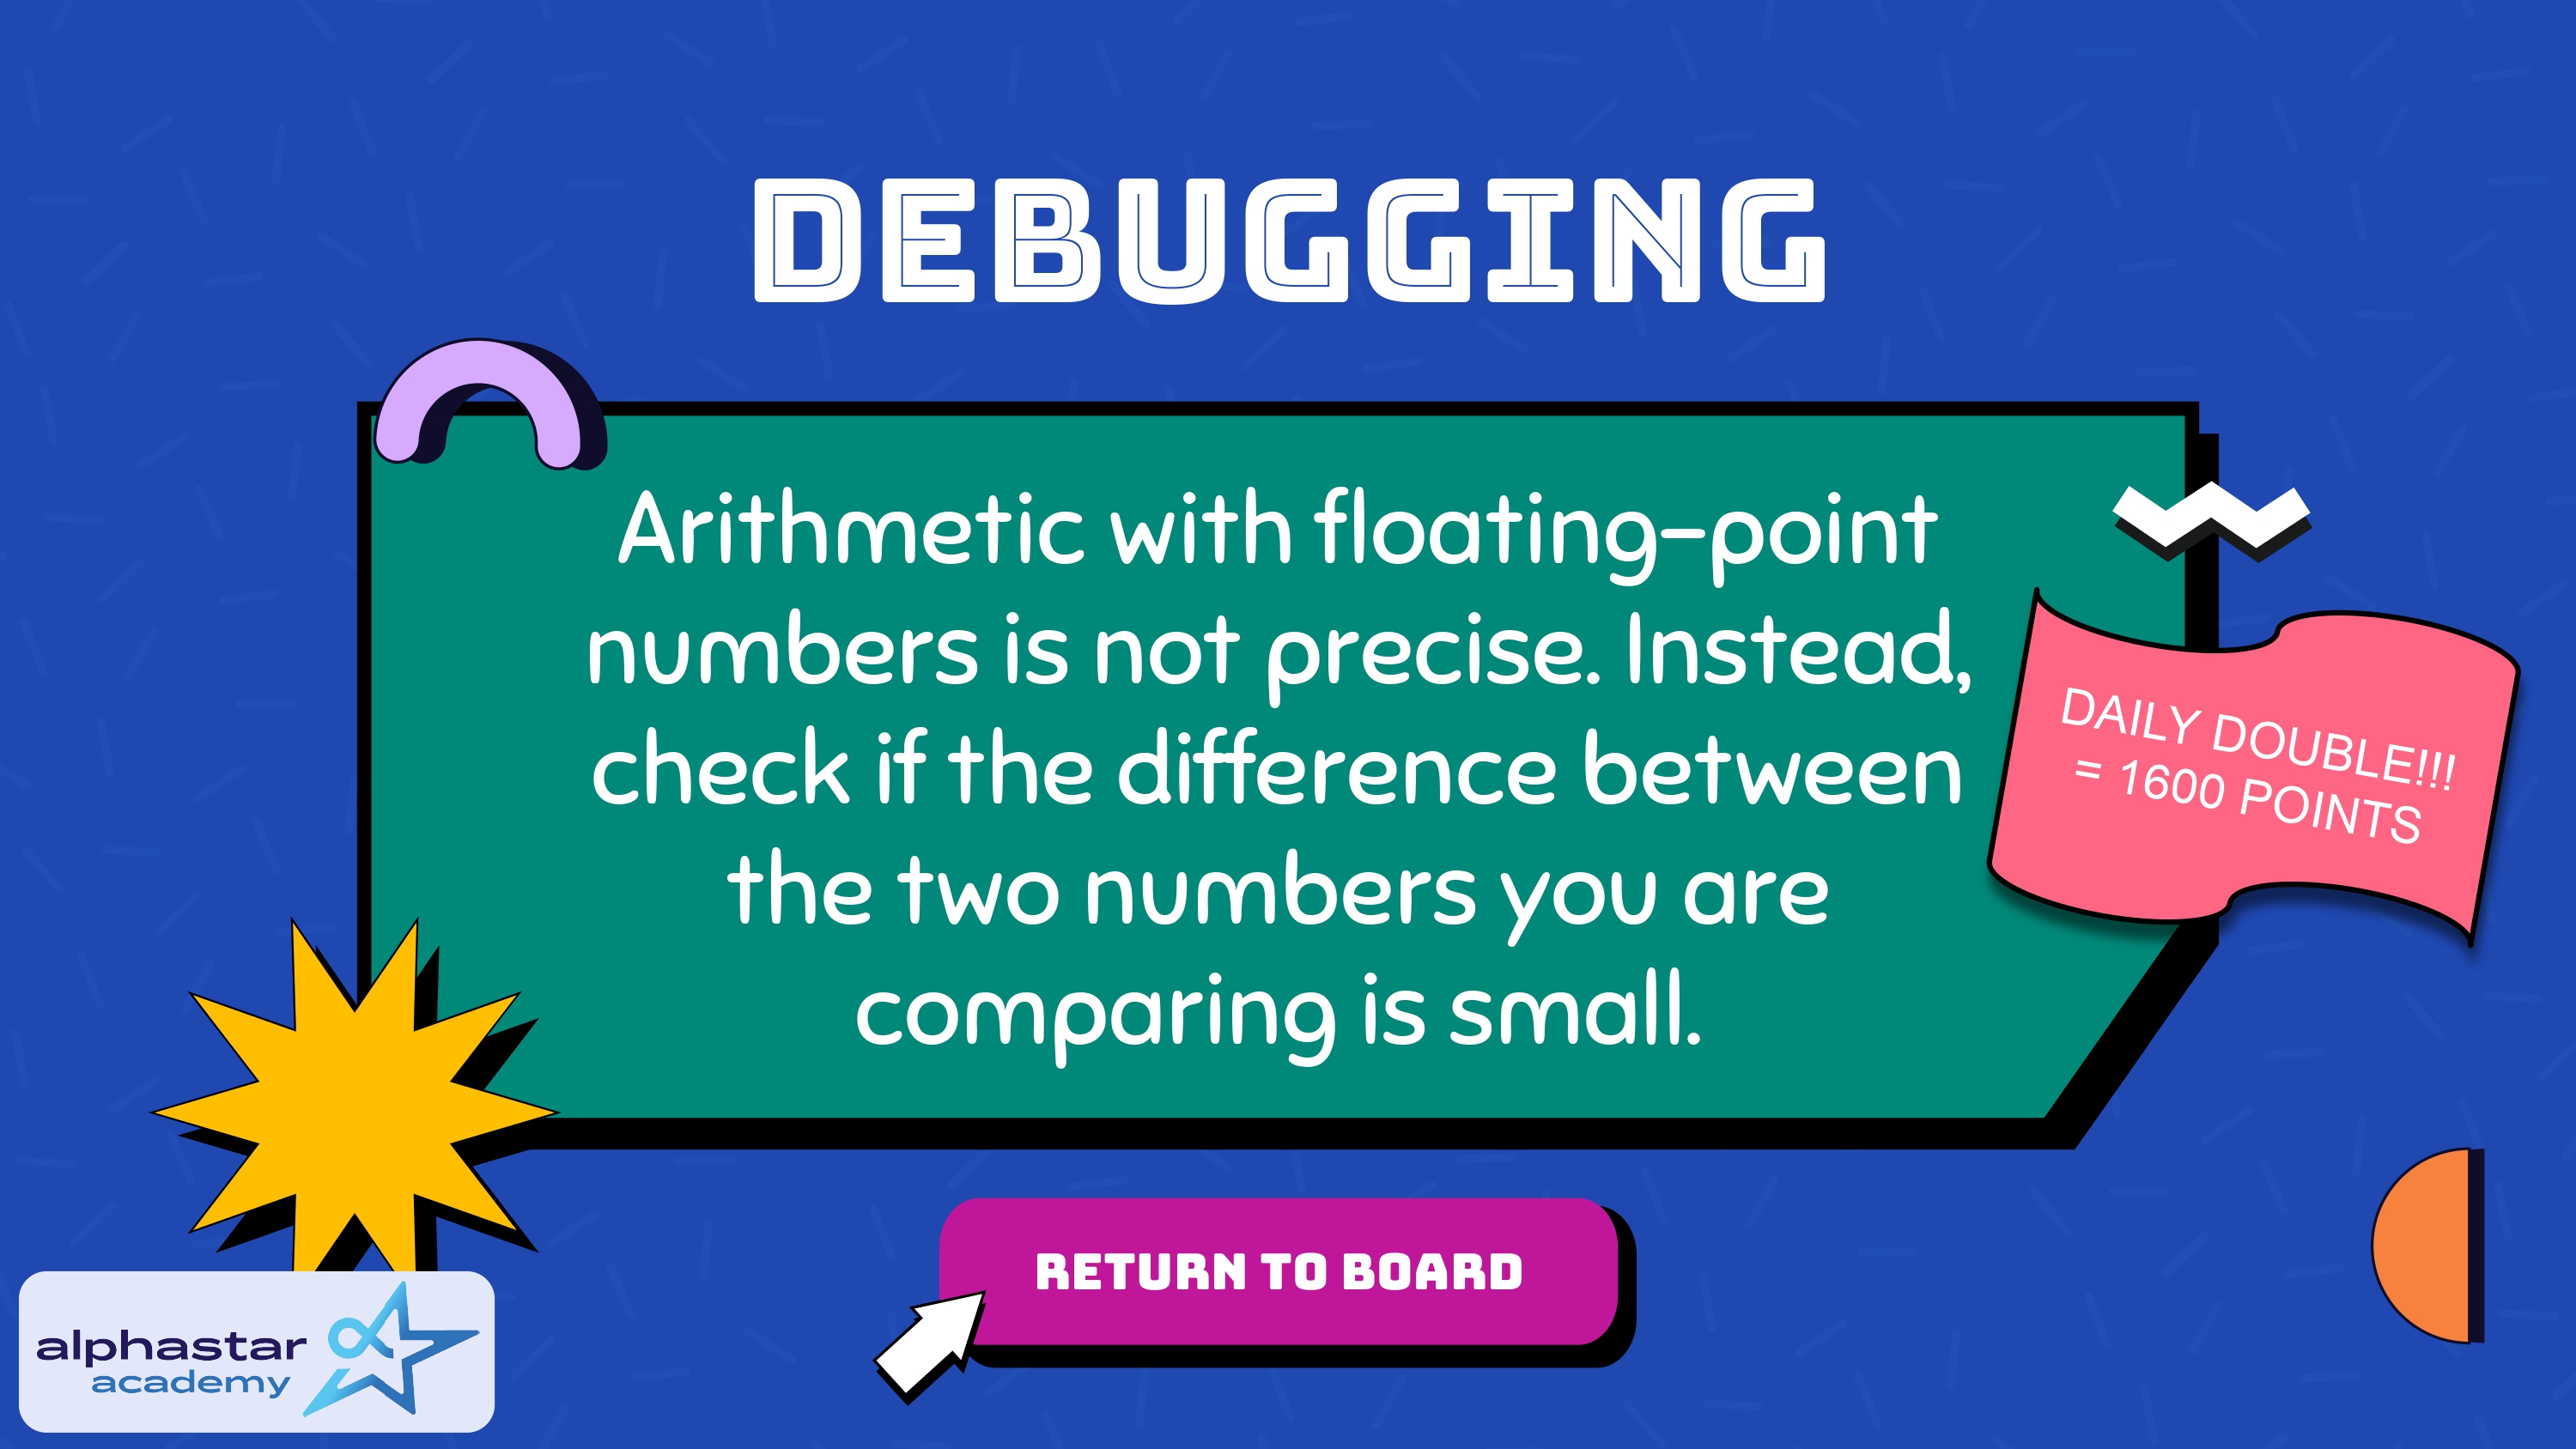 DEBUGGING
Arithmetic with floating-point
numbers is not precise. Instead,
check if the difference between
the two numbers you are
comparing is small.
DAILY DOUBLE!!!
= 1600 POINTS
RETURN TO BOARD
alphastar
academy